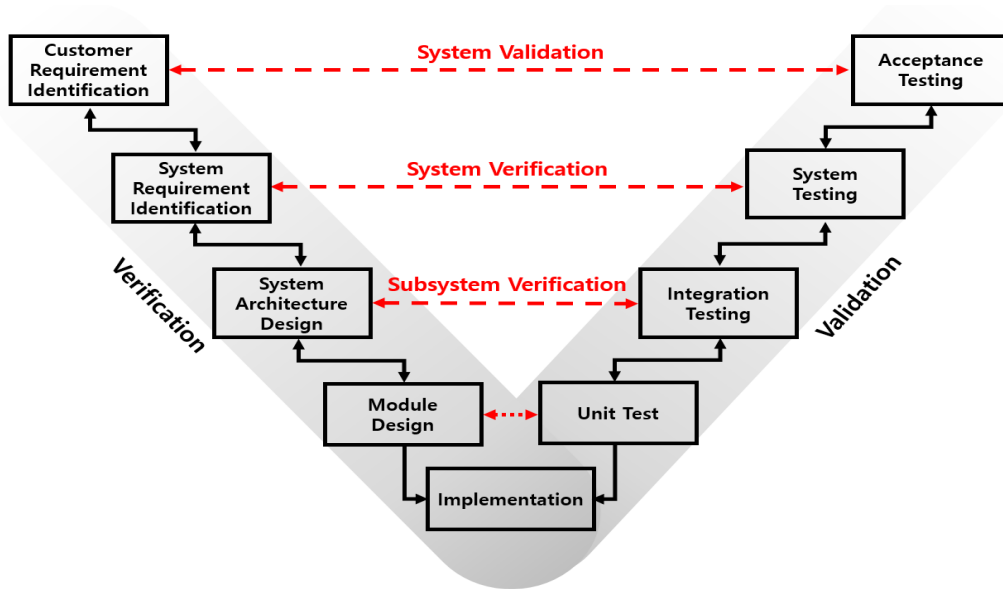 Customer
Requirement
Identification
System Validation
Acceptance
Testing
System
Requirement
Identification
System Verification
System
Testing
Verification
System
Architecture
Design
Subsystem Verification
Integration
Testing
Validation
Module
Design
Unit Test
Implementation